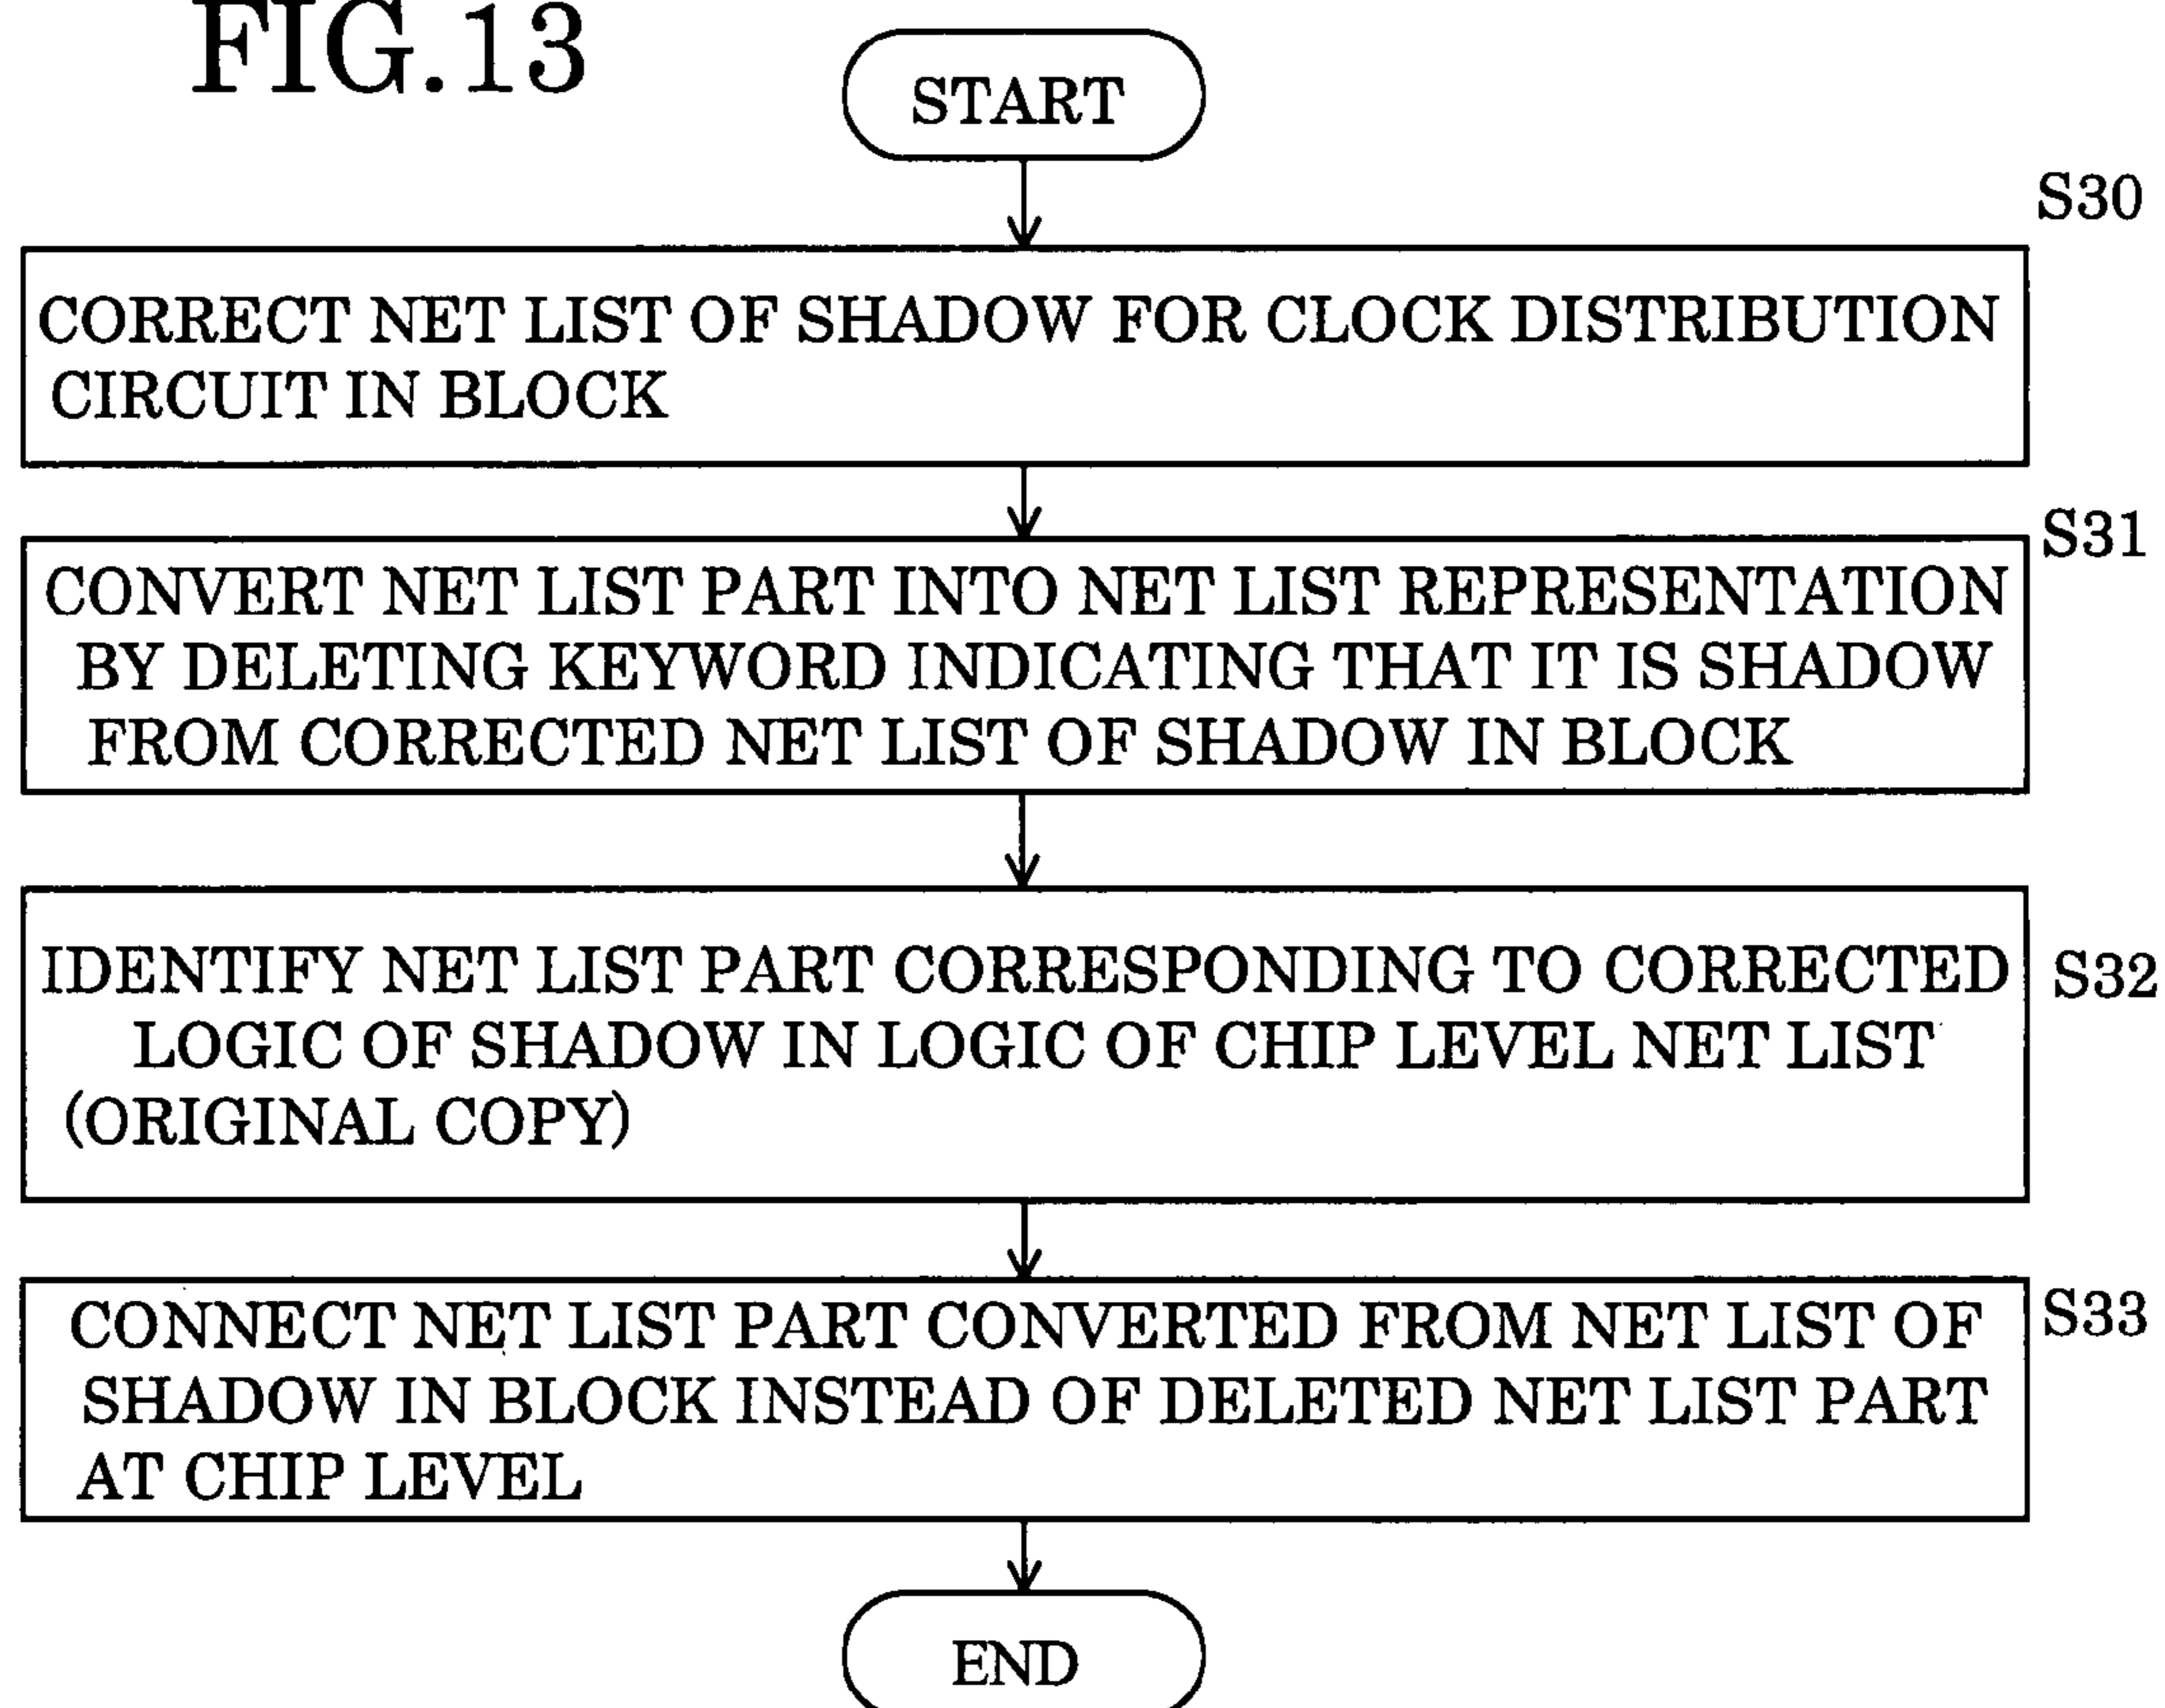 FIG.13
START
S30
CORRECT NET LIST OF SHADOW FOR CLOCK DISTRIBUTION
CIRCUIT IN BLOCK
S31
CONVERT NET LIST PART INTO NET LIST REPRESENTATION
BY DELETING KEYWORD INDICATING THAT IT IS SHADOW
FROM CORRECTED NET LIST OF SHADOW IN BLOCK
IDENTIFY NET LIST PART CORRESPONDING TO CORRECTED
S32
LOGIC OF SHADOW IN LOGIC OF CHIP LEVEL NET LIST
(ORIGINAL COPY)
S33
CONNECT NET LIST PART CONVERTED FROM NET LIST OF
SHADOW IN BLOCK INSTEAD OF DELETED NET LIST PART
AT CHIP LEVEL
END